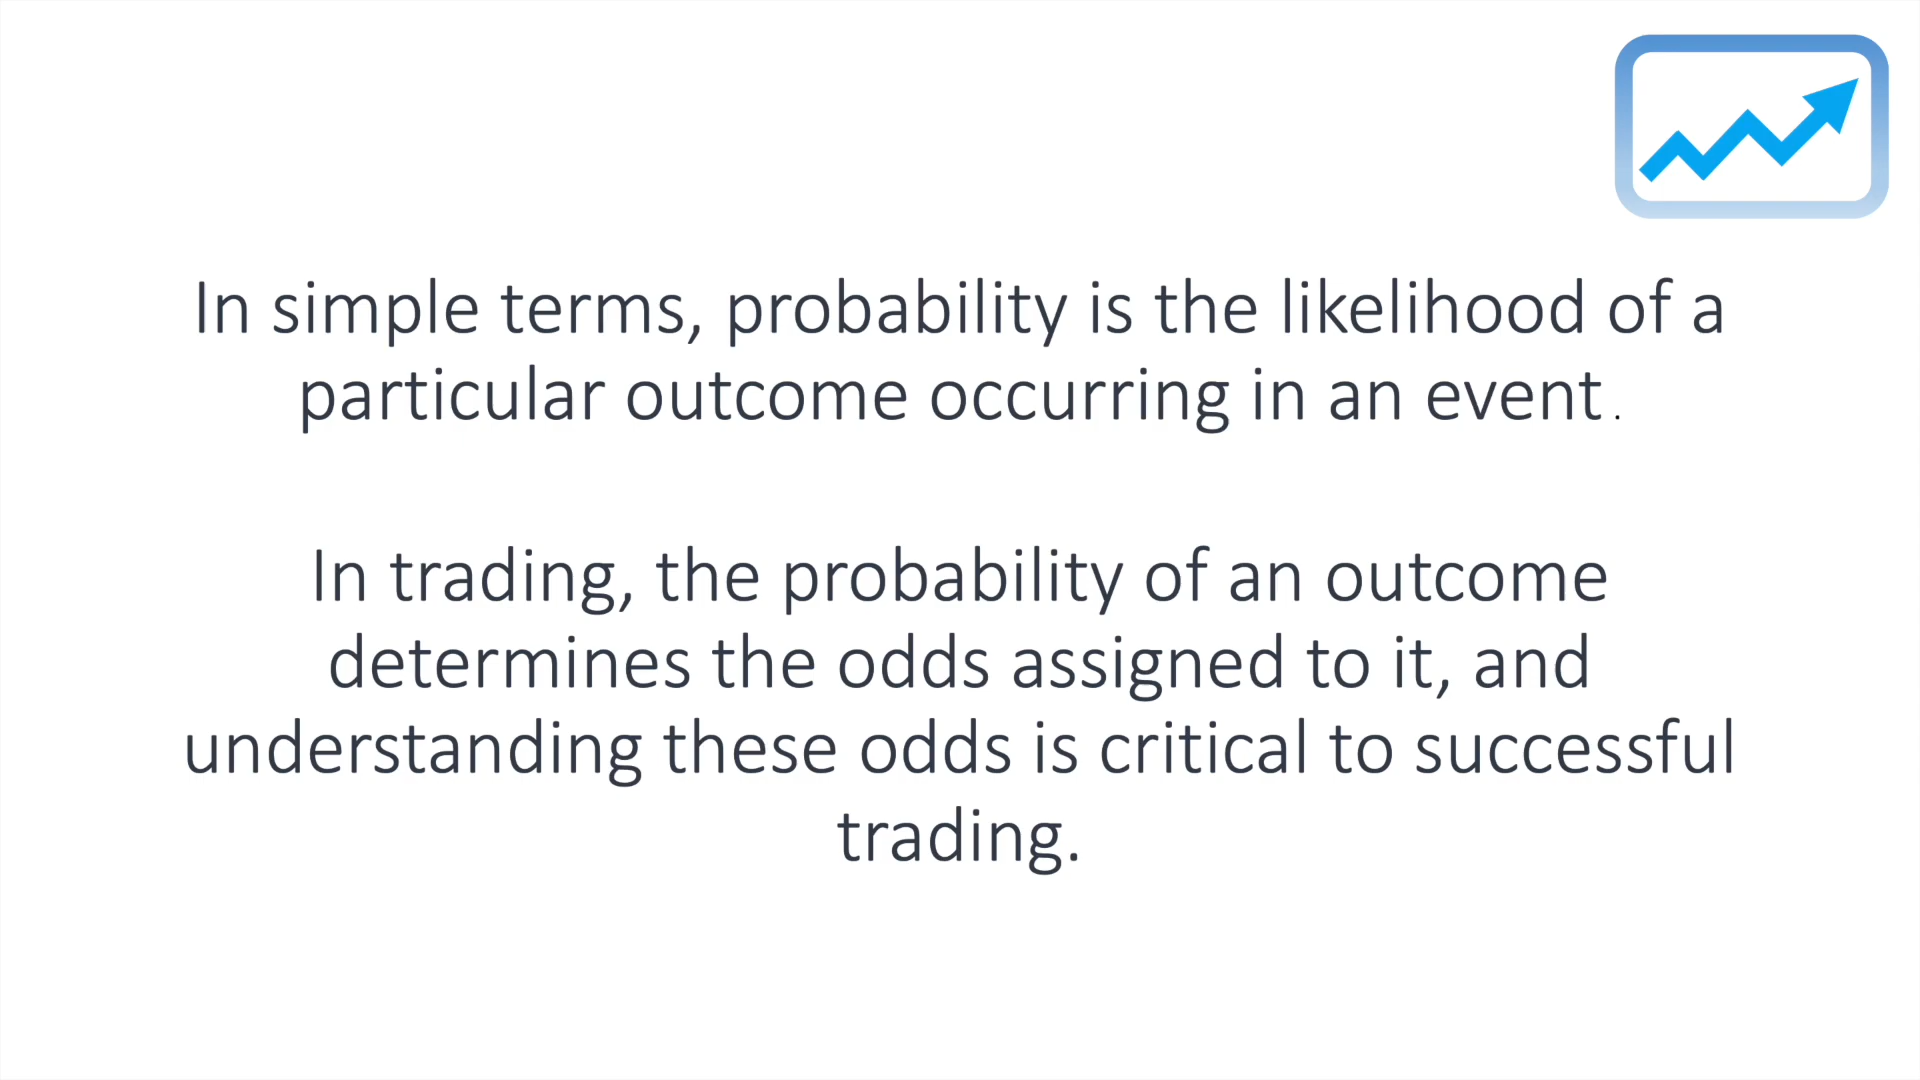 In simple terms, probability is the likelihood of a
particular outcome occurring in an event.
In trading, the probability of an outcome
determines the odds assigned to it, and
understanding these odds is critical to successful
trading.